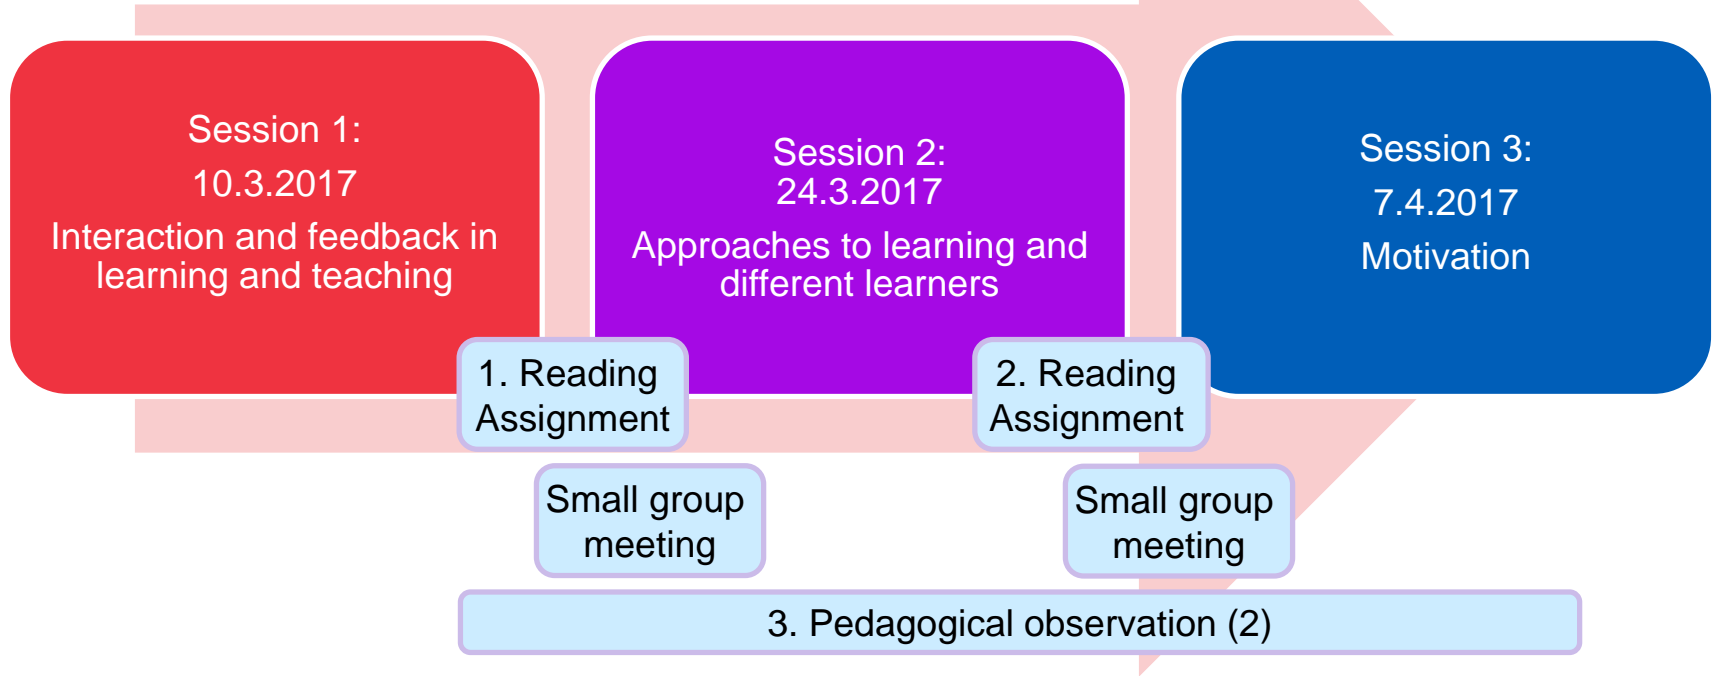 Session 1:
10.3.2017
Interaction and feedback in
learning and teaching
Session 2:
24.3.2017
Approaches to learning and
different learners
Session 3:
7.4.2017
Motivation
1. Reading
Assignment
2. Reading
Assignment
Small group
meeting
Small group
meeting
3. Pedagogical observation (2)